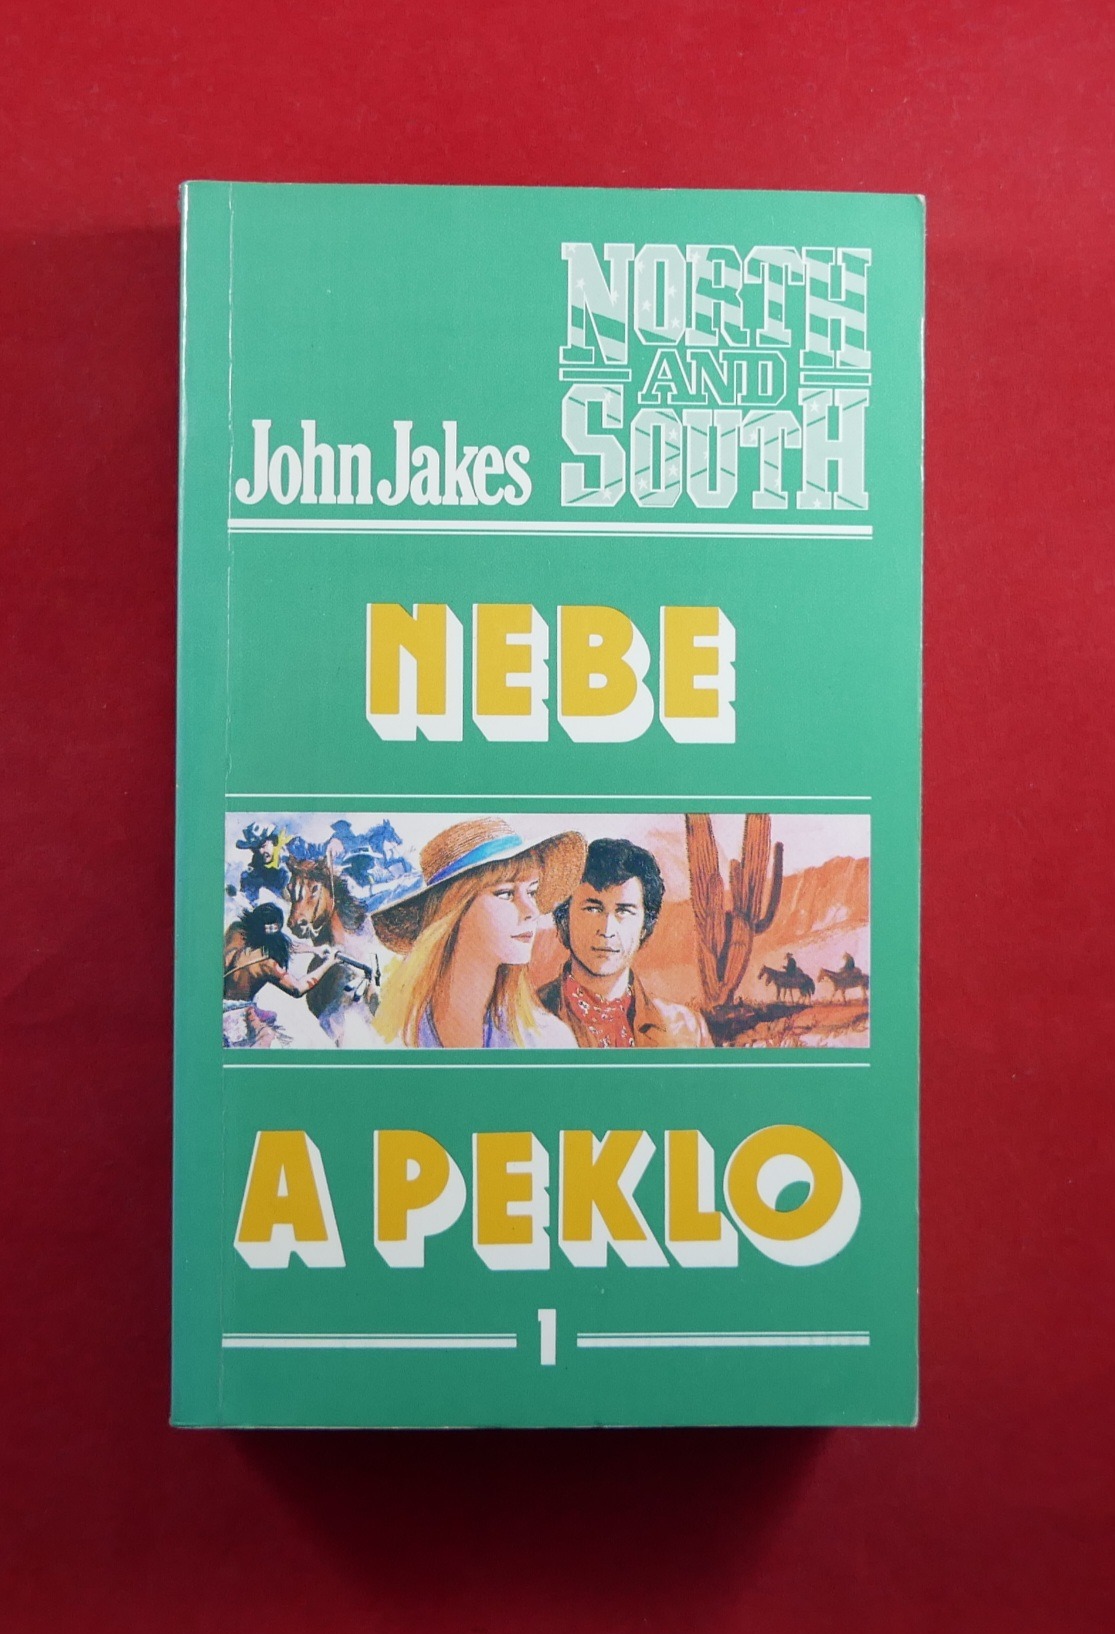 NORTH
AND
SOUTH
John Jakes
NEBE
A PEKLO
1